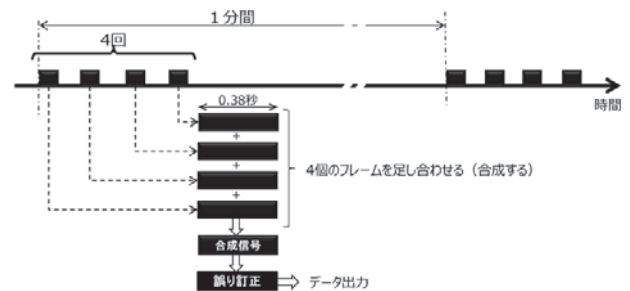 1分間
4回
時間
0.38秒
+
+
+
4個のフレームを足し合わせる（合成する）
合成信号
誤り訂正
データ出力